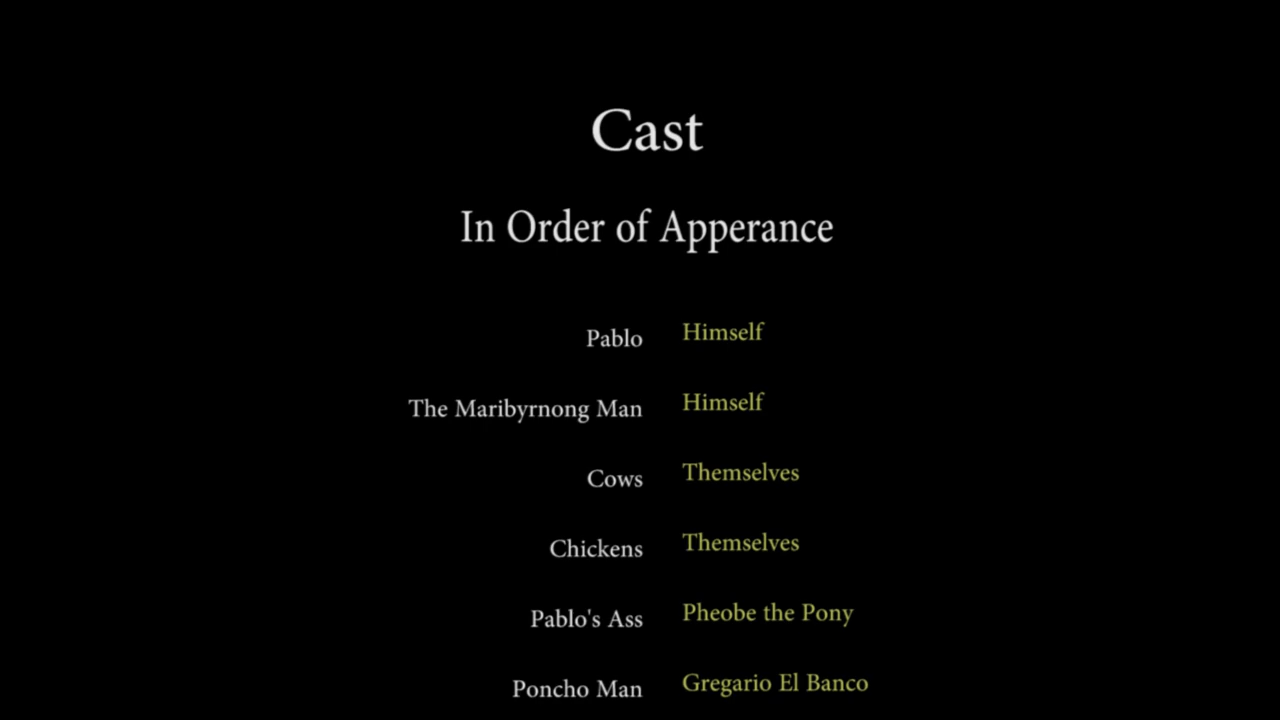 Cast
In Order of Apperance
Pablo Himself
The Maribyrnong Man Himself
Cows Themselves
Chickens Themselves
Pablo's Ass Pheobe the Pony
Poncho Man Gregario El Banco